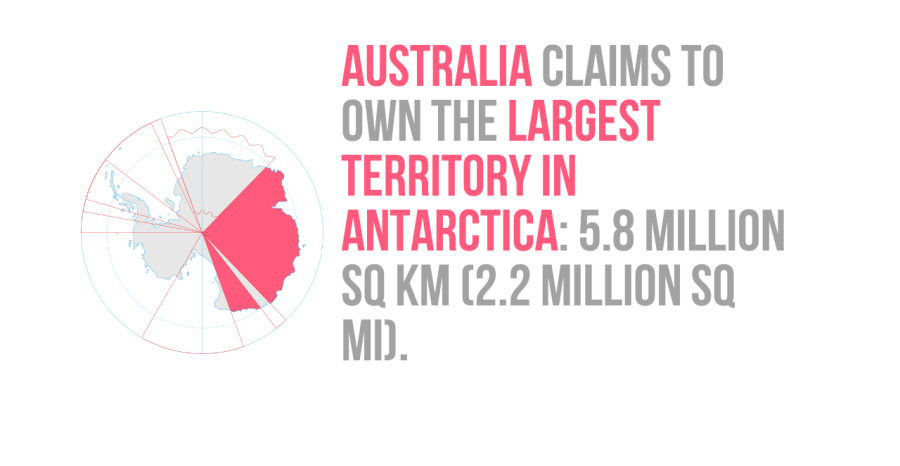 AUSTRALIA CLAIMS TO
OWN THE LARGEST
TERRITORY IN
ANTARCTICA: 5.8 MILLION
SQ KM (2.2 MILLION SQ
MI).